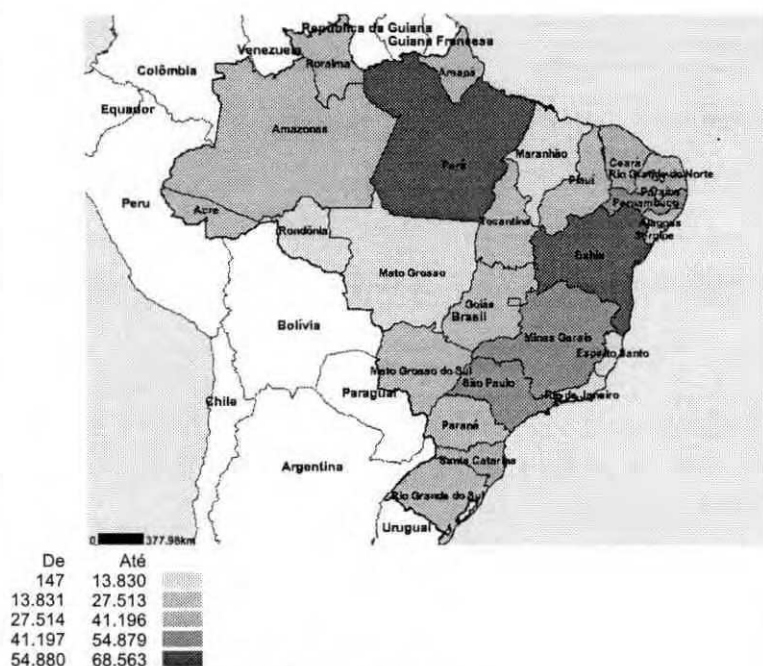 República da Guiana
Guiana Francesa
Venezuela
Colômbia
Roraima
Amapá
Equador
Amazonas
Pará
Maranhão
Ceará
Rio Grande do Norte
Piauí
Paraíba
Pernambuco
Peru
Acre
Tocantins
Alagoas
Sergipe
Rondônia
Bahia
Mato Grosso
Goiás
Brasil
Bolívia
Minas Gerais
Espírito Santo
Mato Grosso do Sul
São Paulo
Rio de Janeiro
Paraguai
Chile
Paraná
Santa Catarina
Argentina
Rio Grande do Sul
Uruguai
0 377.98km
De Até
147 13.830
13.831 27.513
27.514 41.196
41.197 54.879
54.880 68.563